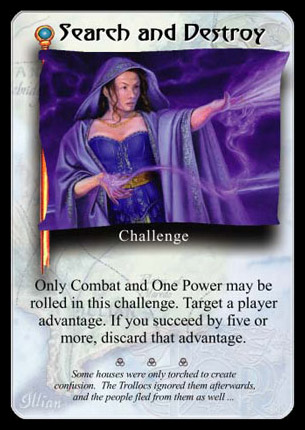 Search and Destroy
Challenge
Only Combat and One Power may be
rolled in this challenge. Target a player
advantage. If you succeed by five or
more, discard that advantage.
Some houses were only torched to create
confusion. The Trollocs ignored them afterwards,
and the people fled from them as well ...
Illian